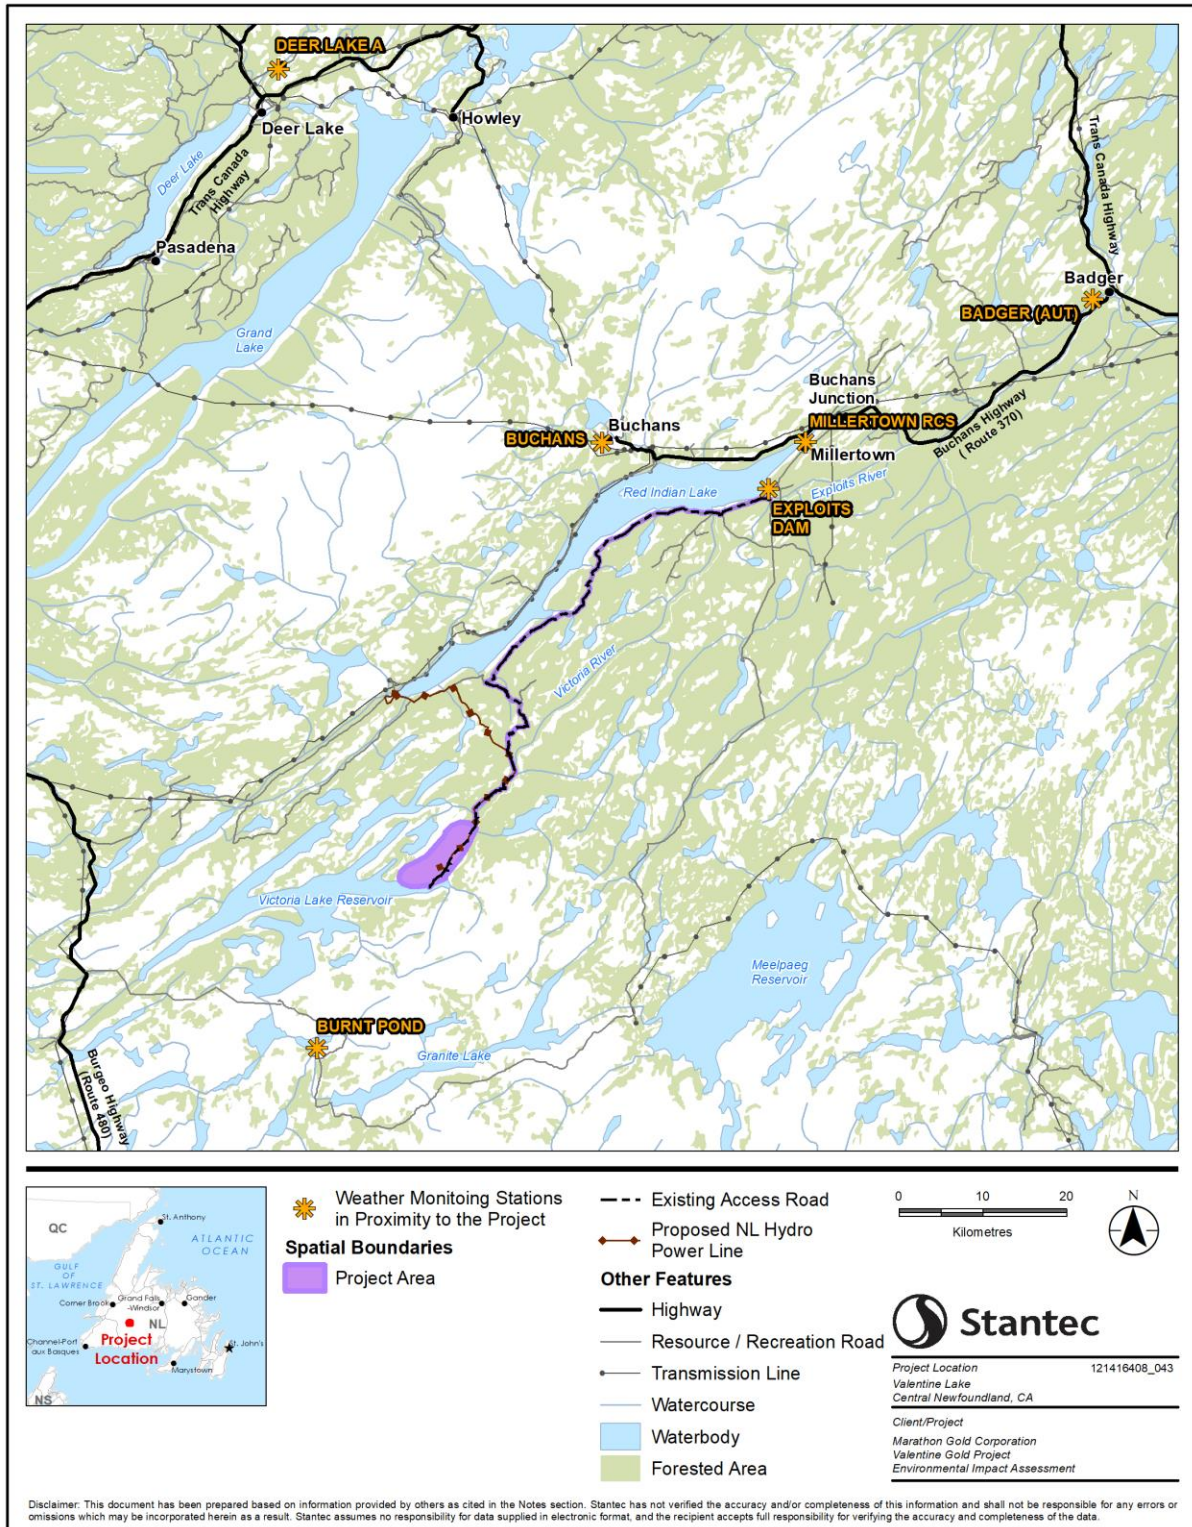 DEER LAKE A
Deer Lake
Howley
Deer Lake
Trans Canada
Highway
Pasadena
Grand
Lake
Trans Canada Highway
Badger
BADGER (AUT)
Buchans
Junction
Buchans
BUCHANS
MILLERTOWN RCS
Millertown
Buchans Highway
( Route 370)
Red Indian Lake
Exploits River
EXPLOITS
DAM
Victoria River
Victoria Lake Reservoir
Meelpaeg
Reservoir
BURNT POND
Granite Lake
Burgeo Highway
(Route 480)
QC
St. Anthony
ATLANTIC
OCEAN
GULF
OF
ST. LAWRENCE
Corner Brook
Grand Falls
-Windsor
Gander
NL
Project
Location
Channel-Port
aux Basques
St. John's
Marystown
NS
Weather Monitoing Stations
in Proximity to the Project
Spatial Boundaries
Project Area
Existing Access Road
Proposed NL Hydro
Power Line
Other Features
Highway
Resource / Recreation Road
Transmission Line
Watercourse
Waterbody
Forested Area
0 10 20
Kilometres
N
Stantec
Project Location 121416408_043
Valentine Lake
Central Newfoundland, CA
Client/Project
Marathon Gold Corporation
Valentine Gold Project
Environmental Impact Assessment
Disclaimer: This document has been prepared based on information provided by others as cited in the Notes section. Stantec has not verified the accuracy and/or completeness of this information and shall not be responsible for any errors or
omissions which may be incorporated herein as a result. Stantec assumes no responsibility for data supplied in electronic format, and the recipient accepts full responsibility for verifying the accuracy and completeness of the data.